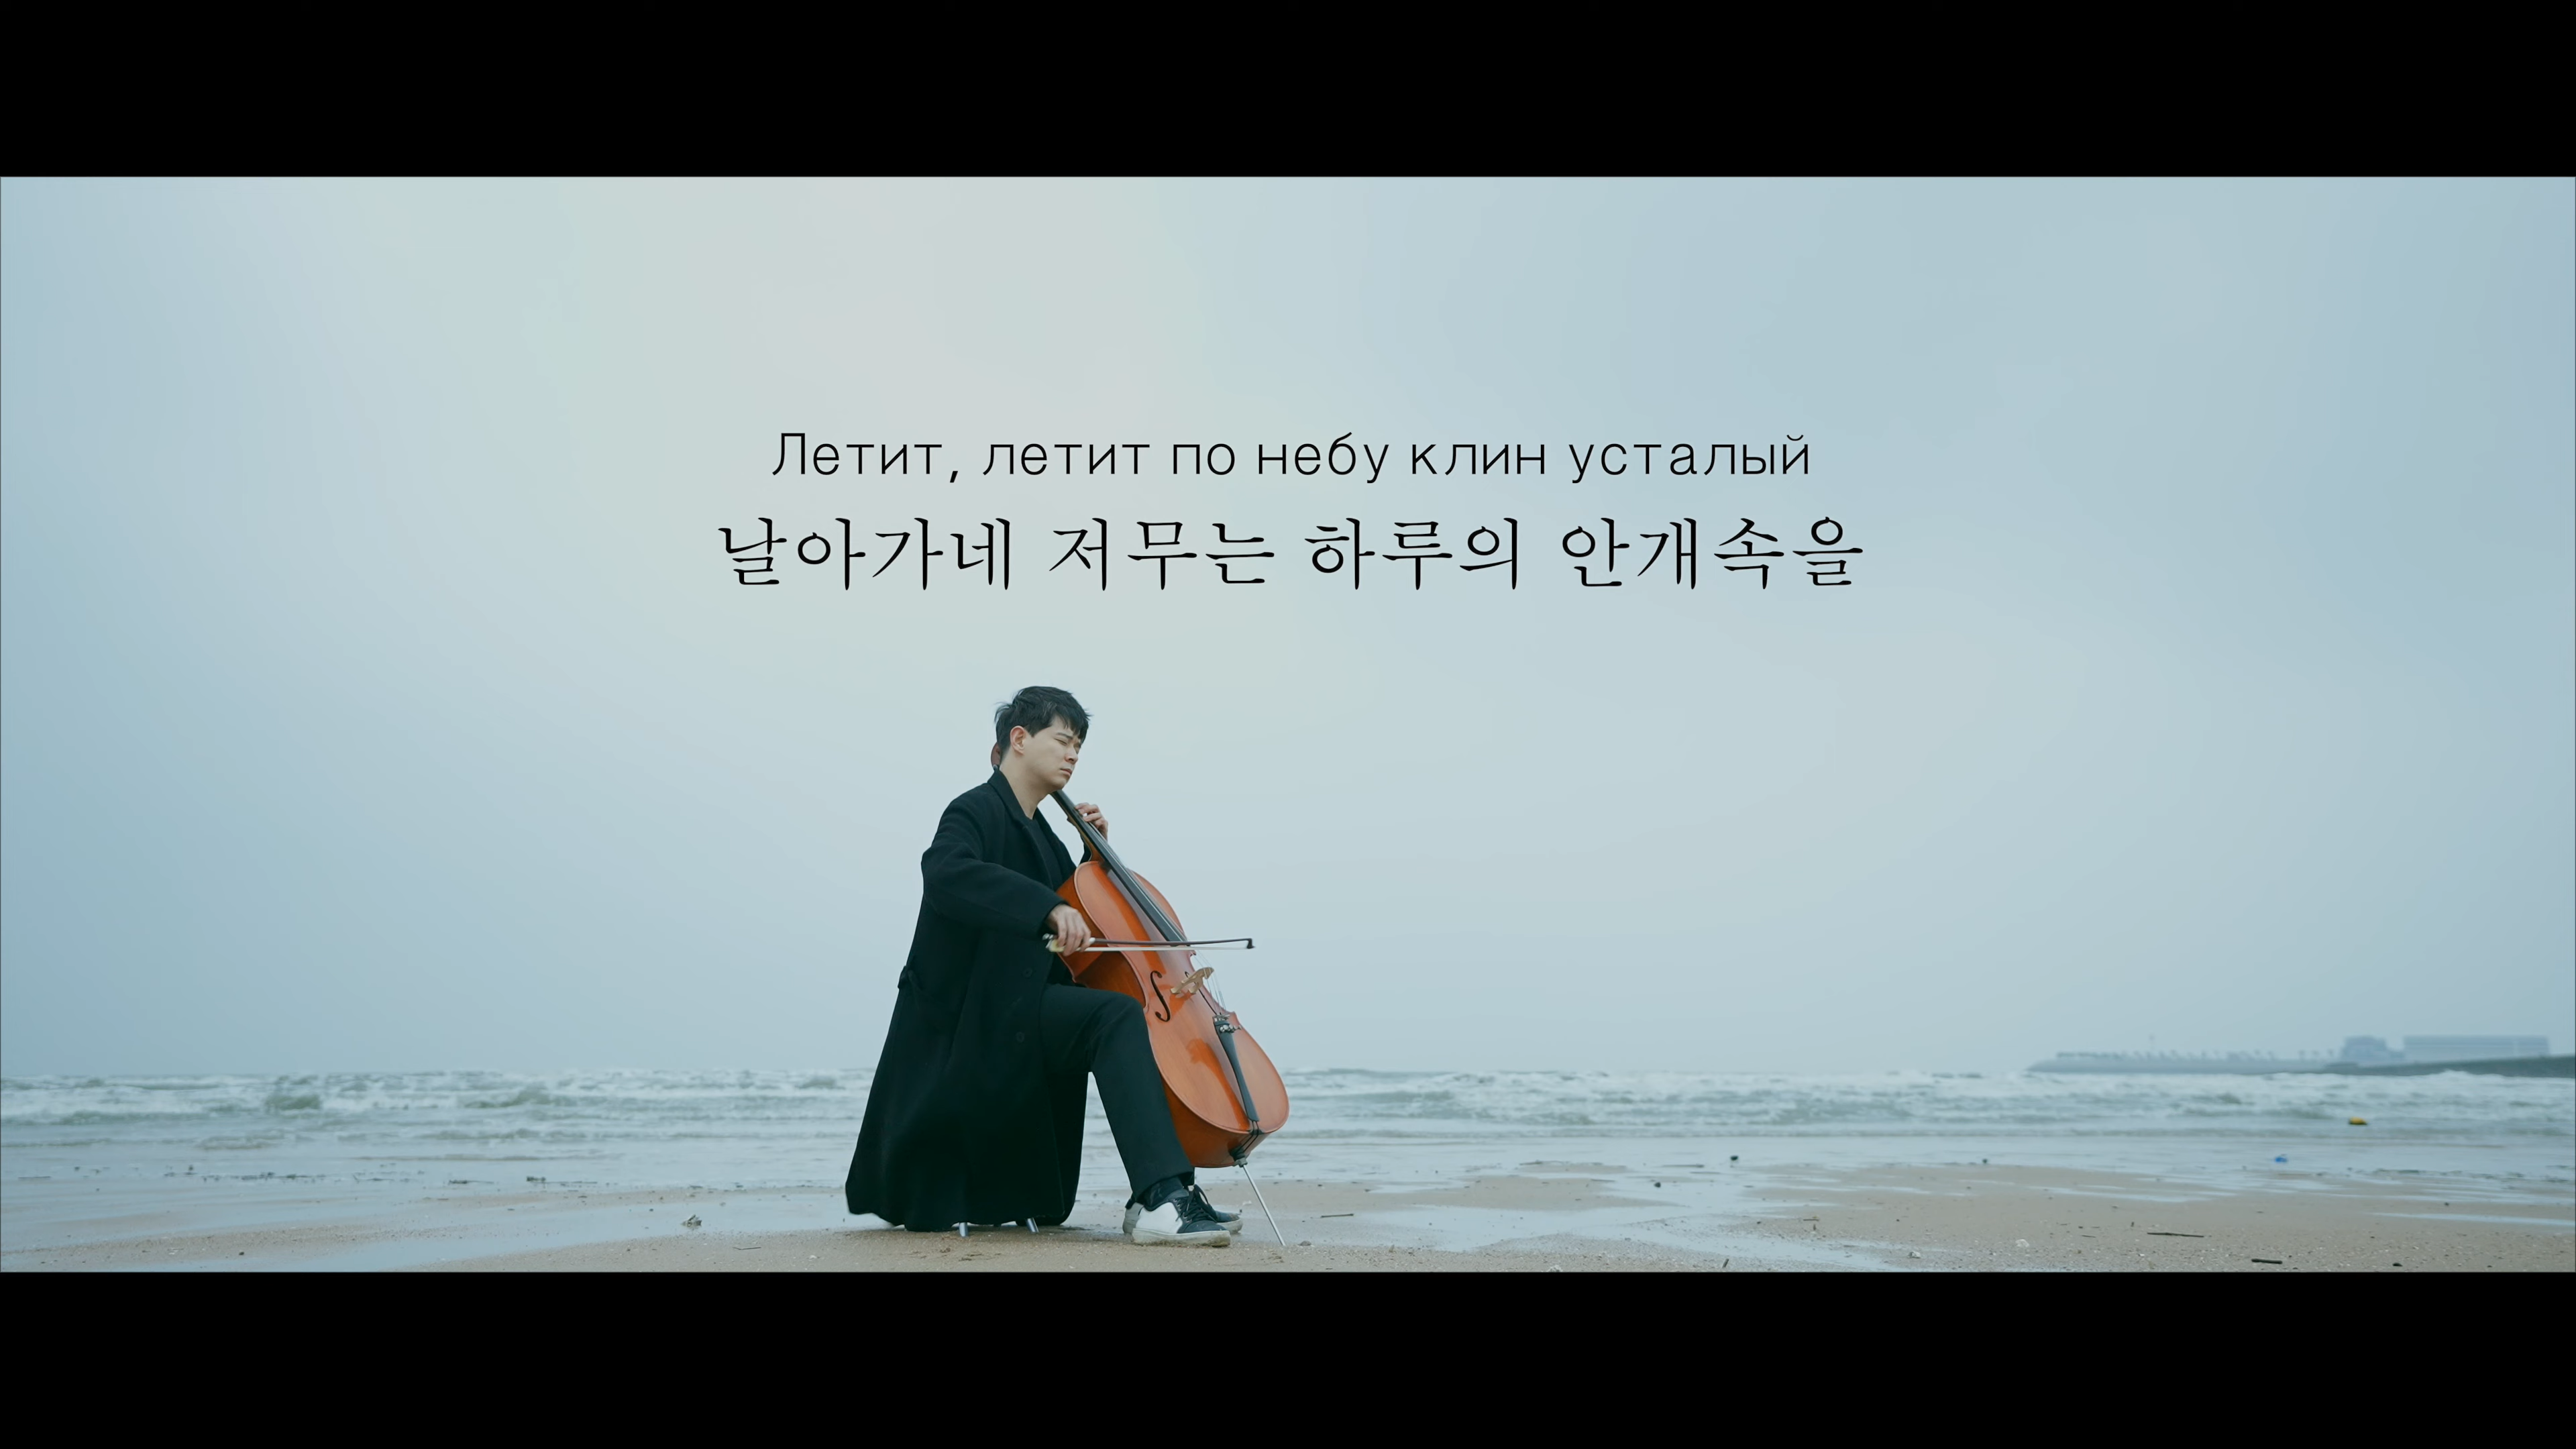 Летит, летит по небу клин усталый
날아가네 저무는 하루의 안개속을